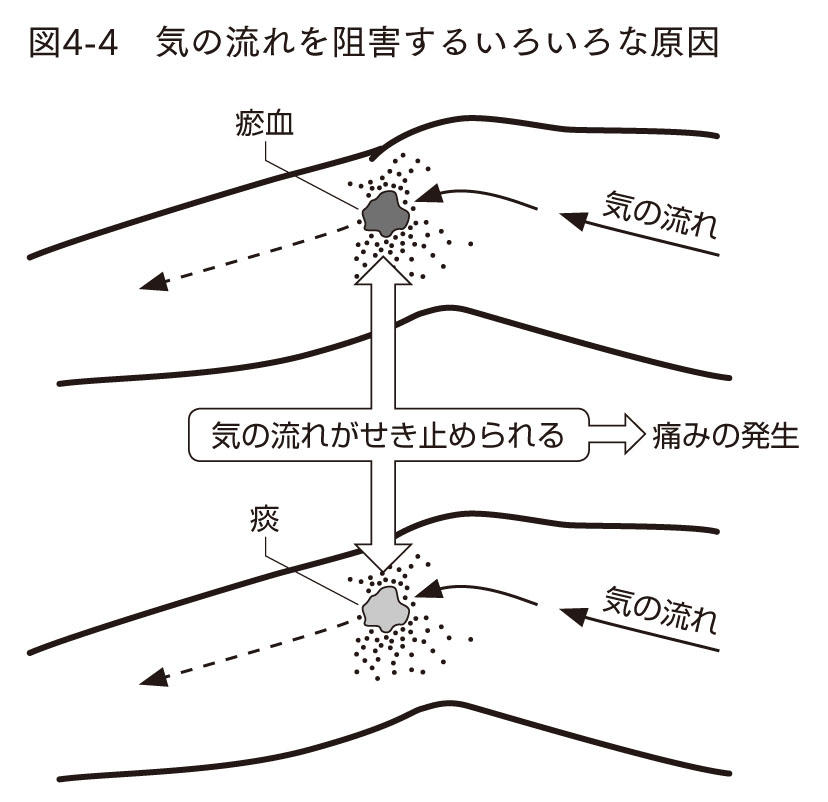 図4-4　気の流れを阻害するいろいろな原因
瘀血
気の流れ
気の流れがせき止められる
痛みの発生
痰
気の流れ